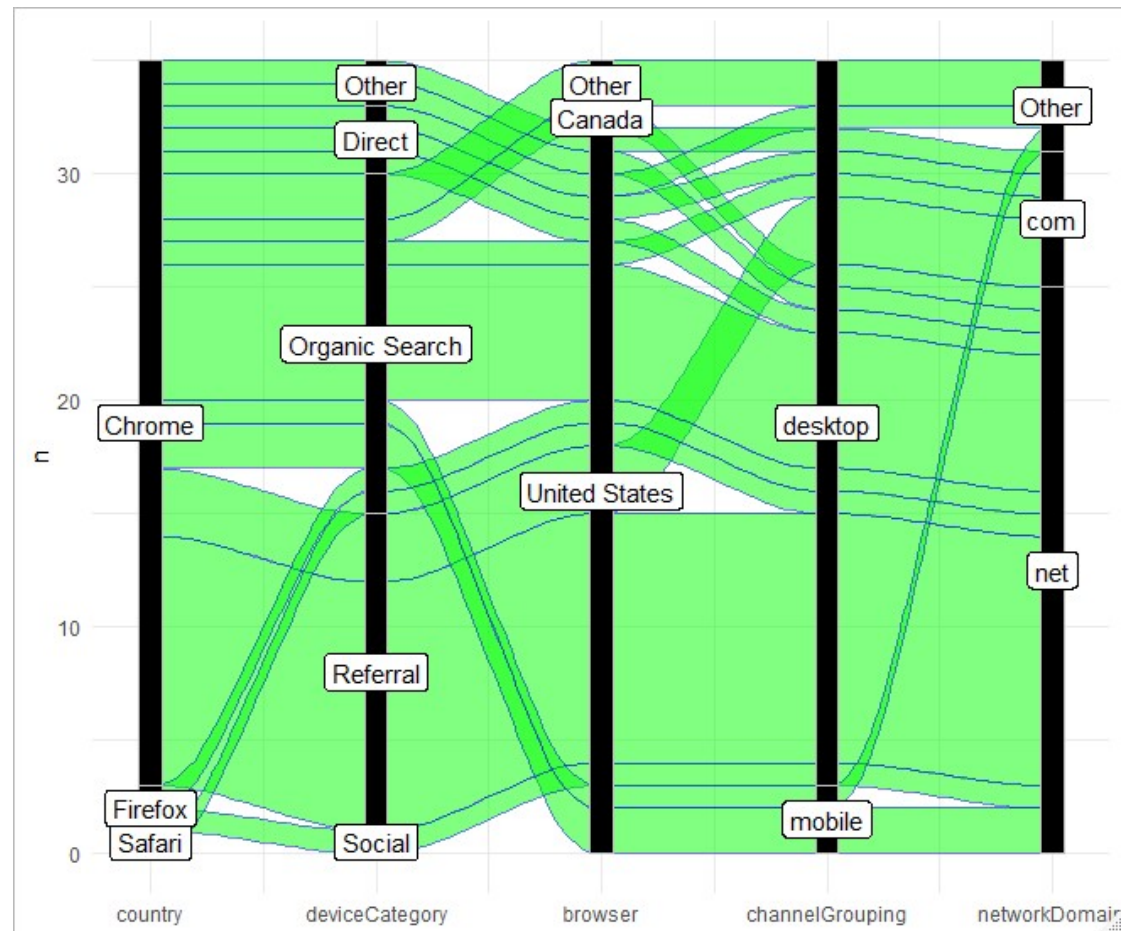 Other
Other
Other
Canada
Direct
30
com
Organic Search
20
Chrome
desktop
n
United States
net
10
Referral
Firefox
mobile
Safari
Social
0
country
deviceCategory
browser
channelGrouping
networkDomain